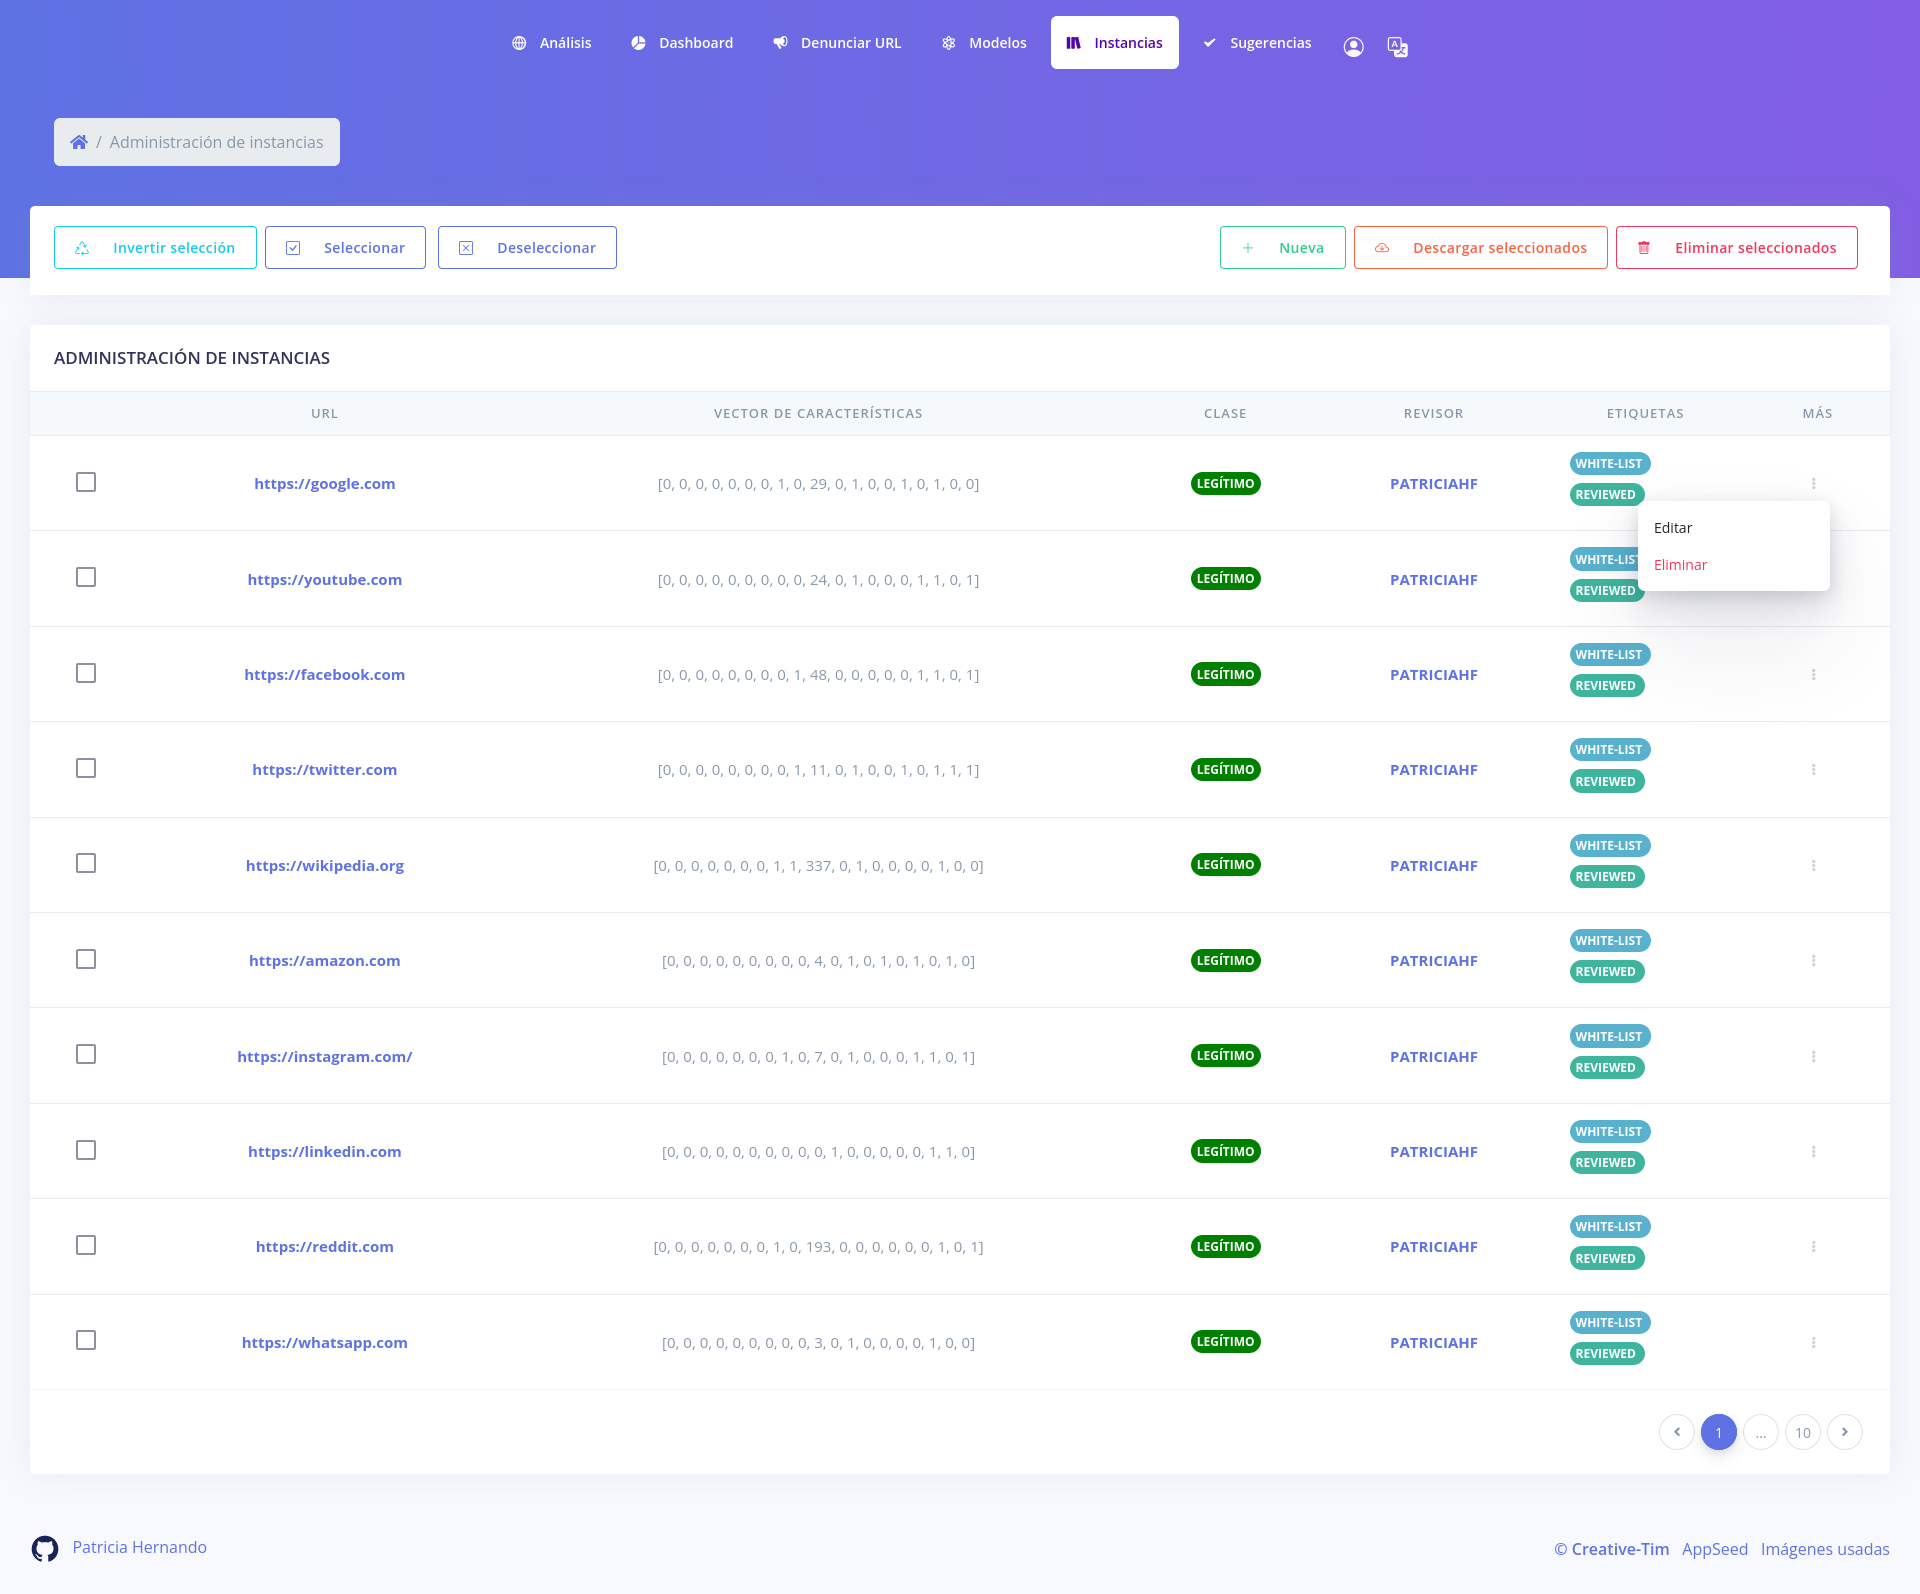 Análisis Dashboard Denunciar URL Modelos Instancias Sugerencias
/ Administración de instancias
Invertir selección Seleccionar Deseleccionar Nueva Descargar seleccionados Eliminar seleccionados
ADMINISTRACIÓN DE INSTANCIAS
URL VECTOR DE CARACTERÍSTICAS CLASE REVISOR ETIQUETAS MÁS
https://google.com [0, 0, 0, 0, 0, 0, 0, 1, 0, 29, 0, 1, 0, 0, 1, 0, 1, 0, 0] LEGÍTIMO PATRICIAHF WHITE-LIST
REVIEWED
Editar
Eliminar
https://youtube.com [0, 0, 0, 0, 0, 0, 0, 0, 0, 24, 0, 1, 0, 0, 0, 1, 1, 0, 1] LEGÍTIMO PATRICIAHF WHITE-LIST
REVIEWED
https://facebook.com [0, 0, 0, 0, 0, 0, 0, 0, 1, 48, 0, 0, 0, 0, 0, 1, 1, 0, 1] LEGÍTIMO PATRICIAHF WHITE-LIST
REVIEWED
https://twitter.com [0, 0, 0, 0, 0, 0, 0, 0, 1, 11, 0, 1, 0, 0, 1, 0, 1, 1, 1] LEGÍTIMO PATRICIAHF WHITE-LIST
REVIEWED
https://wikipedia.org [0, 0, 0, 0, 0, 0, 0, 1, 1, 337, 0, 1, 0, 0, 0, 0, 1, 0, 0] LEGÍTIMO PATRICIAHF WHITE-LIST
REVIEWED
https://amazon.com [0, 0, 0, 0, 0, 0, 0, 0, 0, 4, 0, 1, 0, 1, 0, 1, 0, 1, 0] LEGÍTIMO PATRICIAHF WHITE-LIST
REVIEWED
https://instagram.com/ [0, 0, 0, 0, 0, 0, 0, 1, 0, 7, 0, 1, 0, 0, 0, 1, 1, 0, 1] LEGÍTIMO PATRICIAHF WHITE-LIST
REVIEWED
https://linkedin.com [0, 0, 0, 0, 0, 0, 0, 0, 0, 0, 1, 0, 0, 0, 0, 0, 1, 1, 0] LEGÍTIMO PATRICIAHF WHITE-LIST
REVIEWED
https://reddit.com [0, 0, 0, 0, 0, 0, 0, 1, 0, 193, 0, 0, 0, 0, 0, 0, 1, 0, 1] LEGÍTIMO PATRICIAHF WHITE-LIST
REVIEWED
https://whatsapp.com [0, 0, 0, 0, 0, 0, 0, 0, 0, 3, 0, 1, 0, 0, 0, 0, 1, 0, 0] LEGÍTIMO PATRICIAHF WHITE-LIST
REVIEWED
1 ... 10
Patricia Hernando © Creative-Tim AppSeed Imágenes usadas